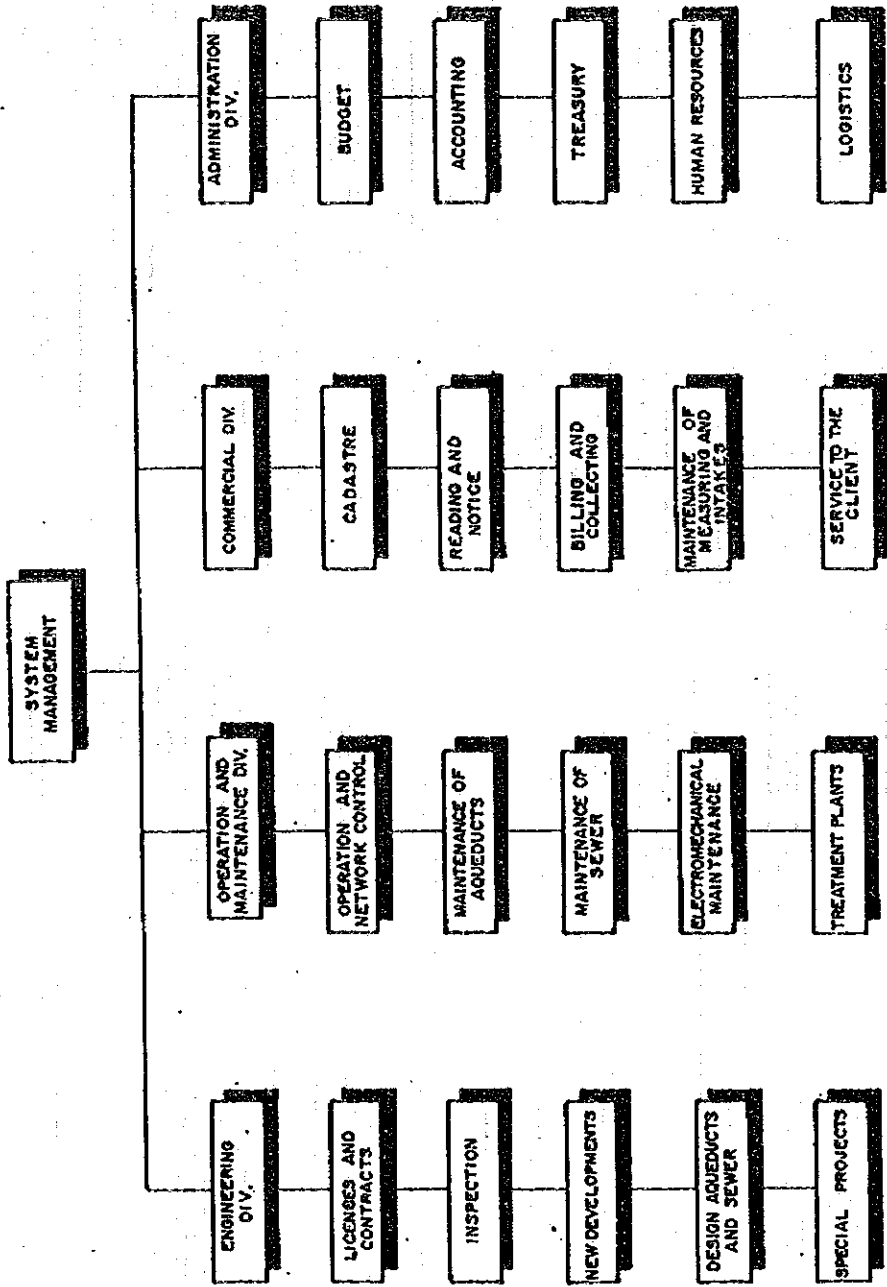 SYSTEM
MANAGEMENT
ENGINEERING
DIV.
LICENSES AND
CONTRACTS
INSPECTION
NEW DEVELOPMENTS
DESIGN AQUEDUCTS
AND SEWER
SPECIAL PROJECTS
OPERATION AND
MAINTENANCE DIV.
OPERATION AND
NETWORK CONTROL
MAINTENANCE OF
AQUEDUCTS
MAINTENANCE OF
SEWER
ELECTROMECHANICAL
MAINTENANCE
TREATMENT PLANTS
COMMERCIAL DIV.
CADASTRE
READING AND
NOTICE
BILLING AND
COLLECTING
MAINTENANCE OF
MEASURING AND
INTAKES
SERVICE TO THE
CLIENT
ADMINISTRATION
DIV.
BUDGET
ACCOUNTING
TREASURY
HUMAN RESOURCES
LOGISTICS